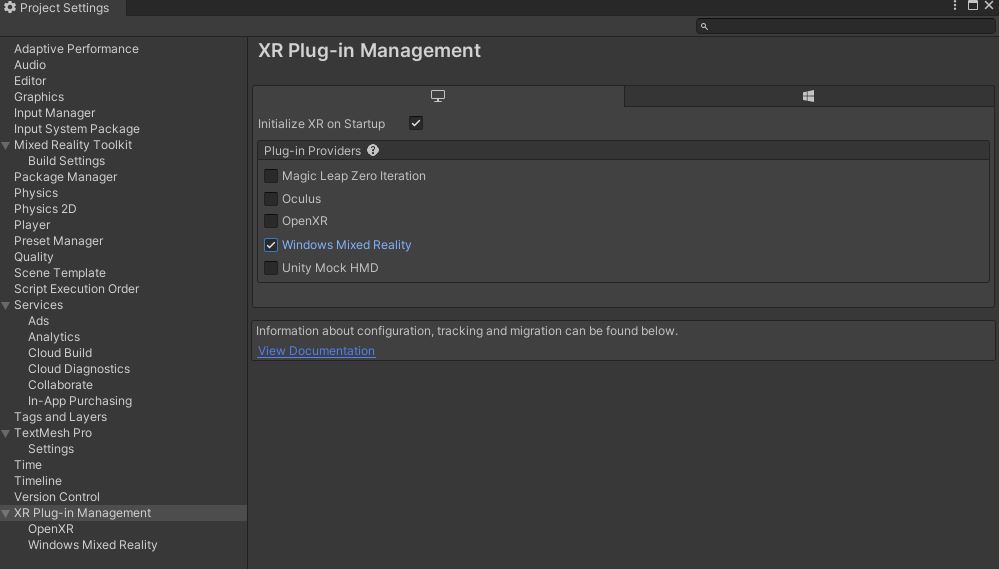 Project Settings
Adaptive Performance
Audio
Editor
Graphics
Input Manager
Input System Package
Mixed Reality Toolkit
Build Settings
Package Manager
Physics
Physics 2D
Player
Preset Manager
Quality
Scene Template
Script Execution Order
Services
Ads
Analytics
Cloud Build
Cloud Diagnostics
Collaborate
In-App Purchasing
Tags and Layers
TextMesh Pro
Settings
Time
Timeline
Version Control
XR Plug-in Management
OpenXR
Windows Mixed Reality
XR Plug-in Management
Initialize XR on Startup
Plug-in Providers ?
Magic Leap Zero Iteration
Oculus
OpenXR
Windows Mixed Reality
Unity Mock HMD
Information about configuration, tracking and migration can be found below.
View Documentation